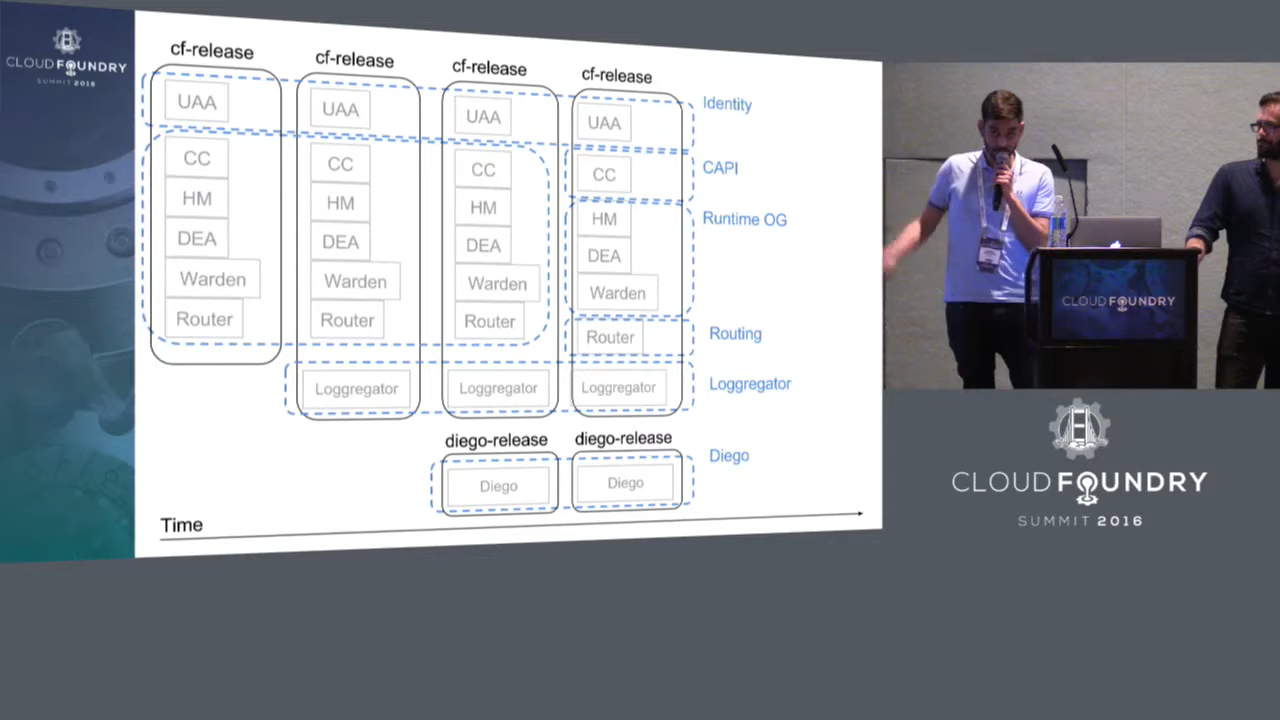 CLOUD FOUNDRY
SUMMIT 2016
cf-release
UAA
CC
HM
DEA
Warden
Router
cf-release
UAA
CC
HM
DEA
Warden
Router
Loggregator
cf-release
UAA
CC
HM
DEA
Warden
Router
Loggregator
diego-release
Diego
cf-release
UAA
CC
HM
DEA
Warden
Router
Loggregator
diego-release
Diego
Identity
CAPI
Runtime OG
Routing
Loggregator
Diego
Time
CLOUD FOUNDRY
CLOUD FOUNDRY
SUMMIT 2016